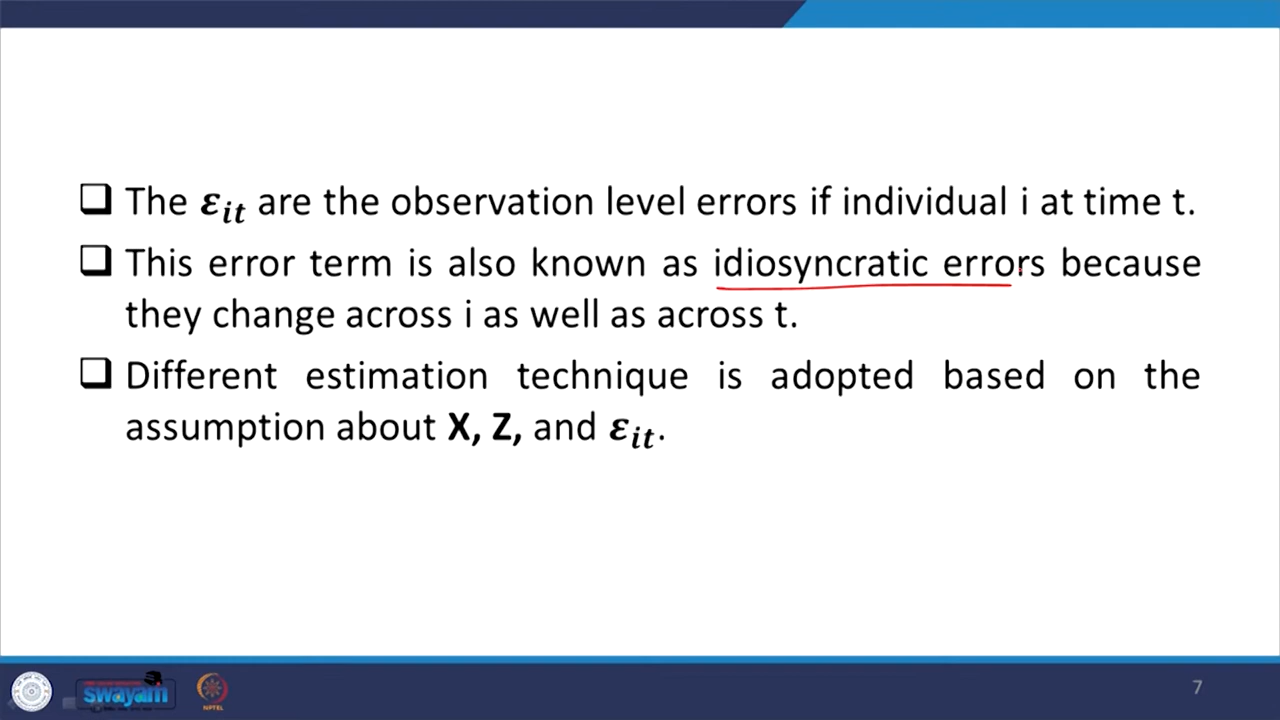 ❑ The 𝜺𝒊𝒕 are the observation level errors if individual i at time t.
❑ This error term is also known as idiosyncratic errors because
they change across i as well as across t.
❑ Different estimation technique is adopted based on the
assumption about X, Z, and 𝜺𝒊𝒕.
swayam
NPTEL
7